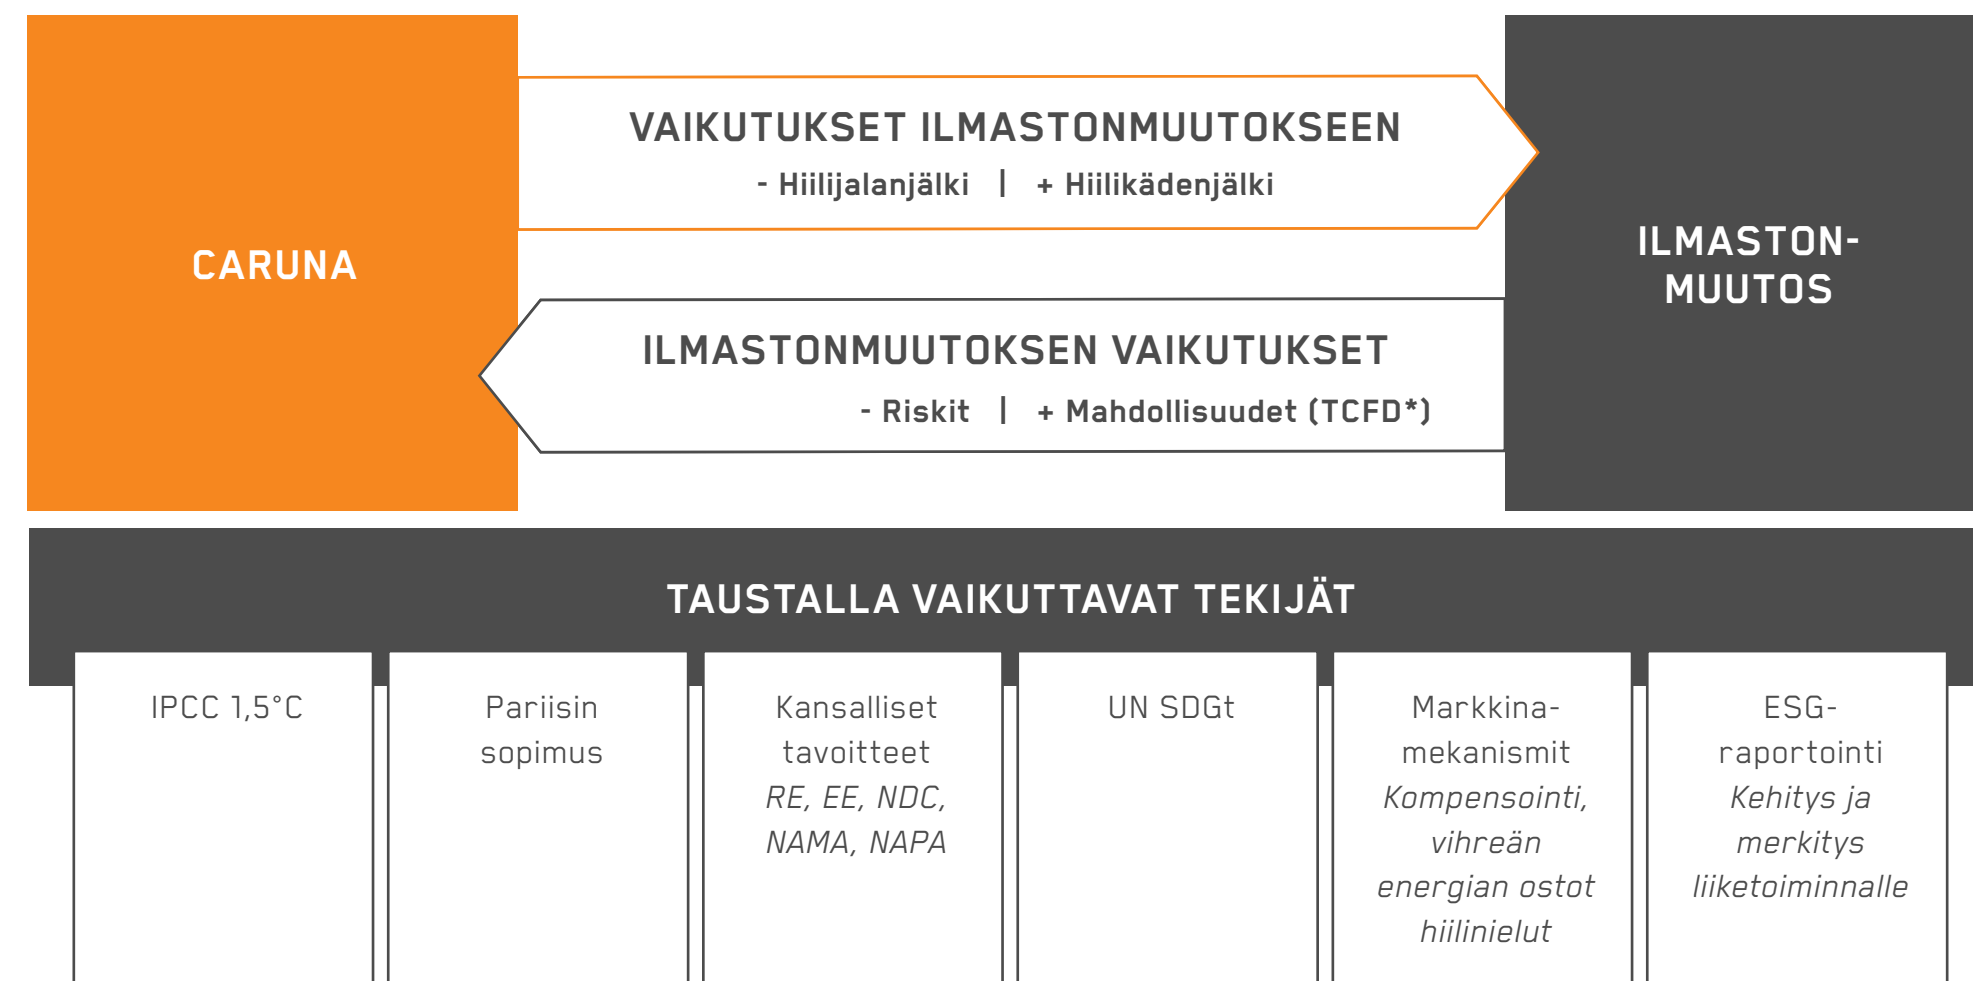 CARUNA
VAIKUTUKSET ILMASTONMUUTOKSEEN
- Hiilijalanjälki | + Hiilikädenjälki
ILMASTONMUUTOKSEN VAIKUTUKSET
- Riskit | + Mahdollisuudet (TCFD*)
ILMASTON-
MUUTOS
TAUSTALLA VAIKUTTAVAT TEKIJÄT
IPCC 1,5°C
Pariisin
sopimus
Kansalliset
tavoitteet
RE, EE, NDC,
NAMA, NAPA
UN SDGt
Markkina-
mekanismit
Kompensointi,
vihreän
energian ostot
hiilinielut
ESG-
raportointi
Kehitys ja
merkitys
liiketoiminnalle